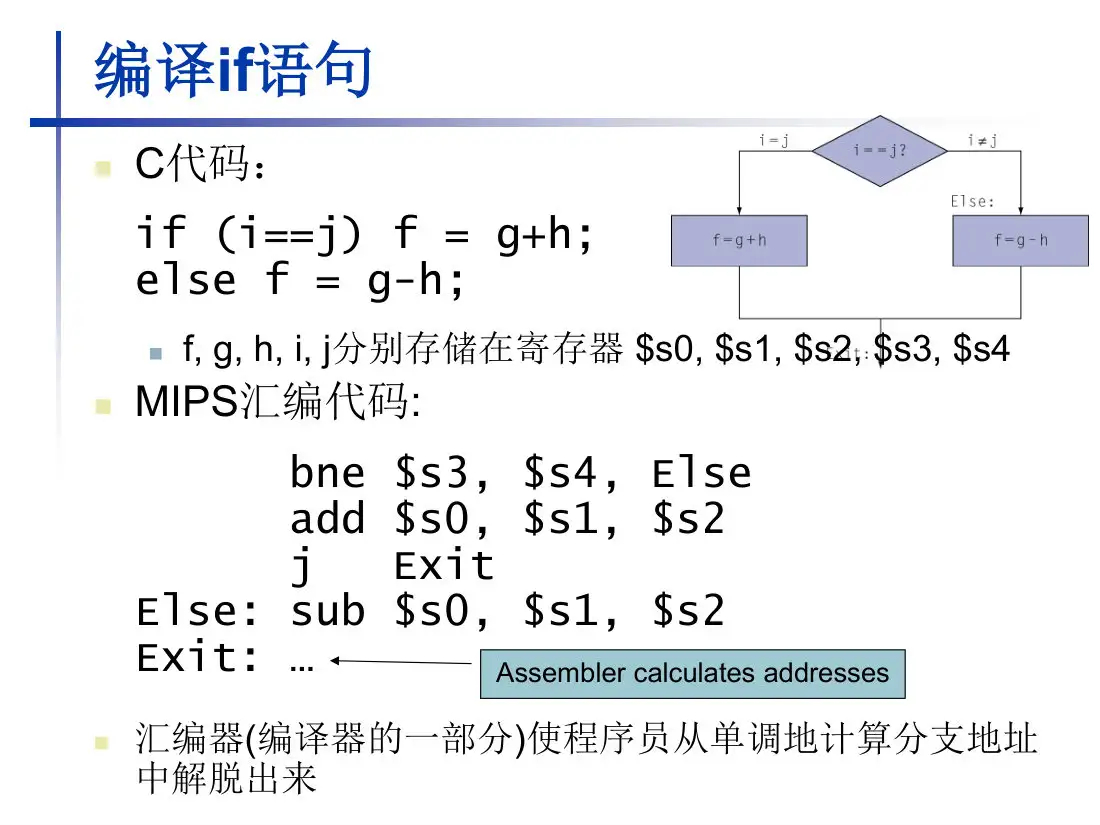 编译if语句
C代码：
if (i==j) f = g+h;
else f = g-h;
i=j
i==j?
i≠j
Else:
f=g+h
f=g-h
f, g, h, i, j分别存储在寄存器 $s0, $s1, $s2, $s3, $s4
MIPS汇编代码:
bne $s3, $s4, Else
add $s0, $s1, $s2
j Exit
Else: sub $s0, $s1, $s2
Exit: …
Assembler calculates addresses
汇编器(编译器的一部分)使程序员从单调地计算分支地址
中解脱出来